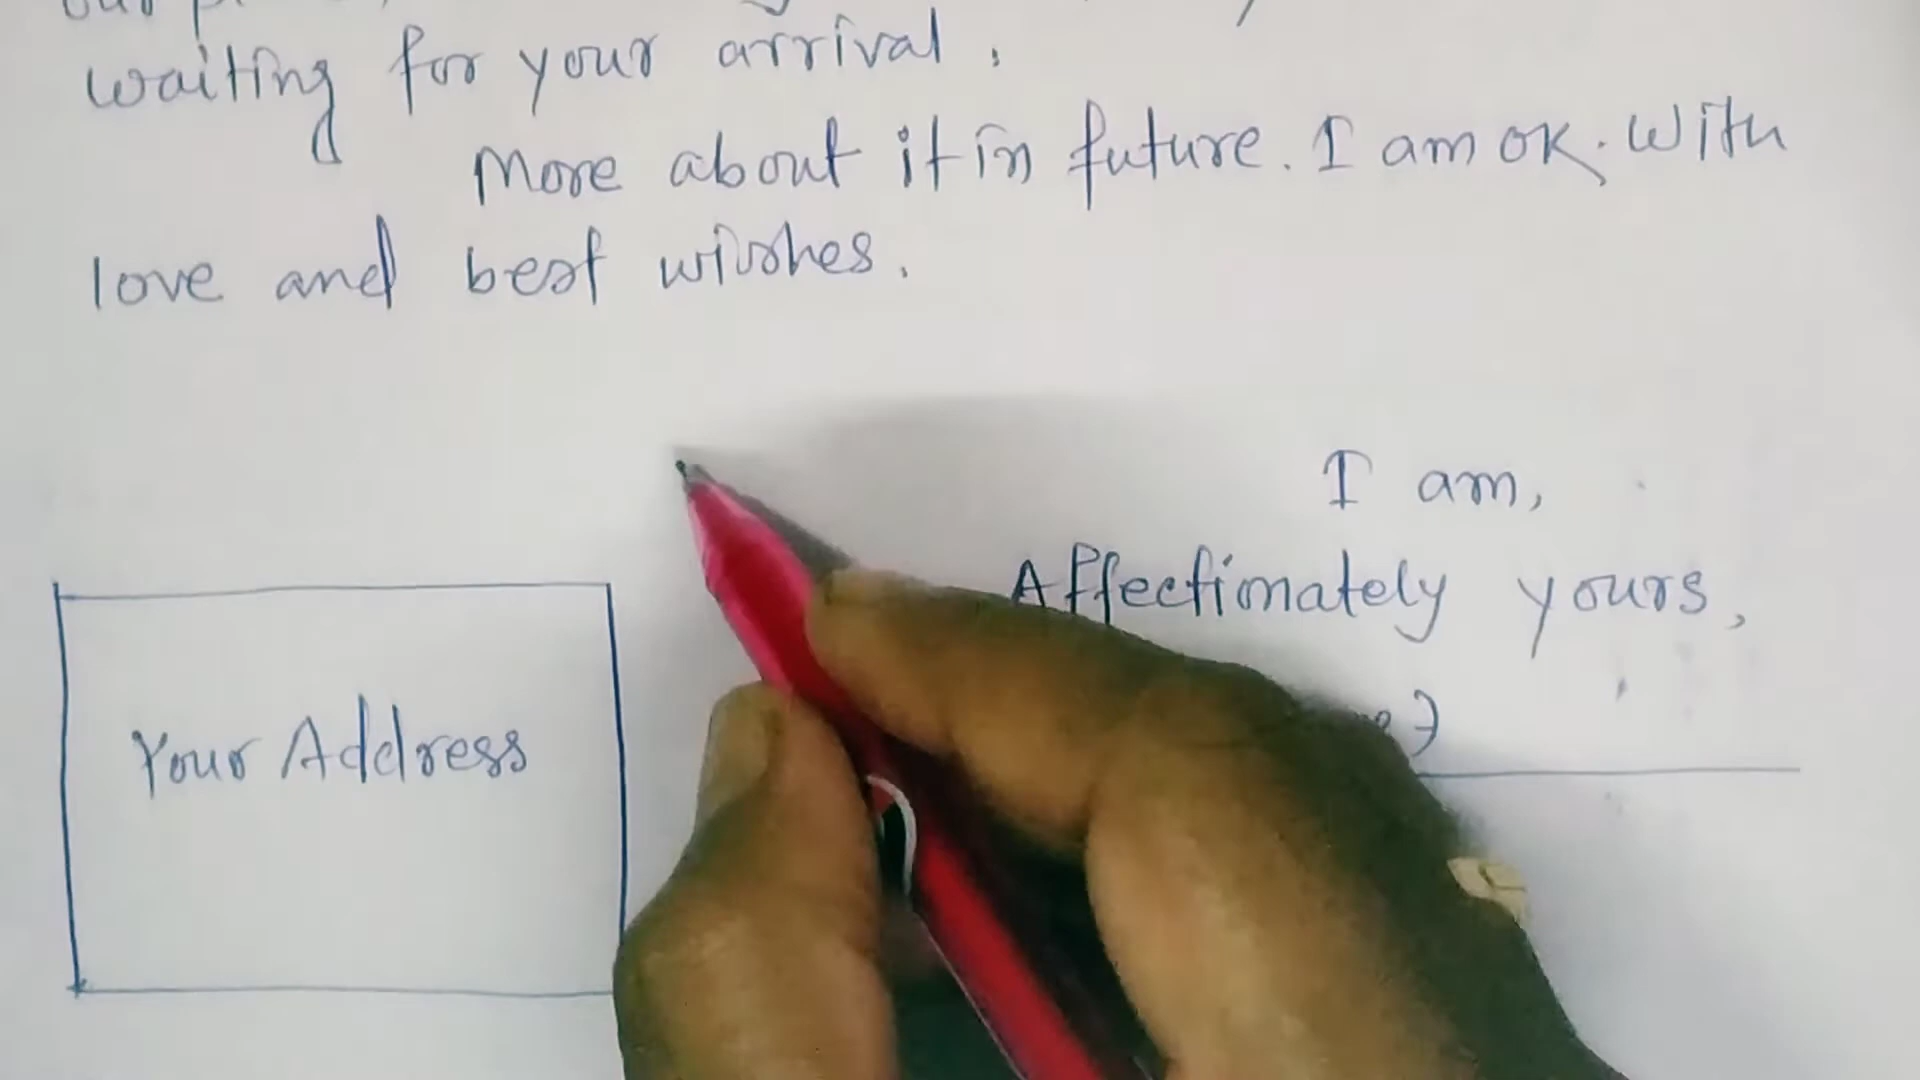 waiting for your arrival.
More about it in future. I am OK. With
love and best wishes.
I am,
Affectimately yours,
Your Address